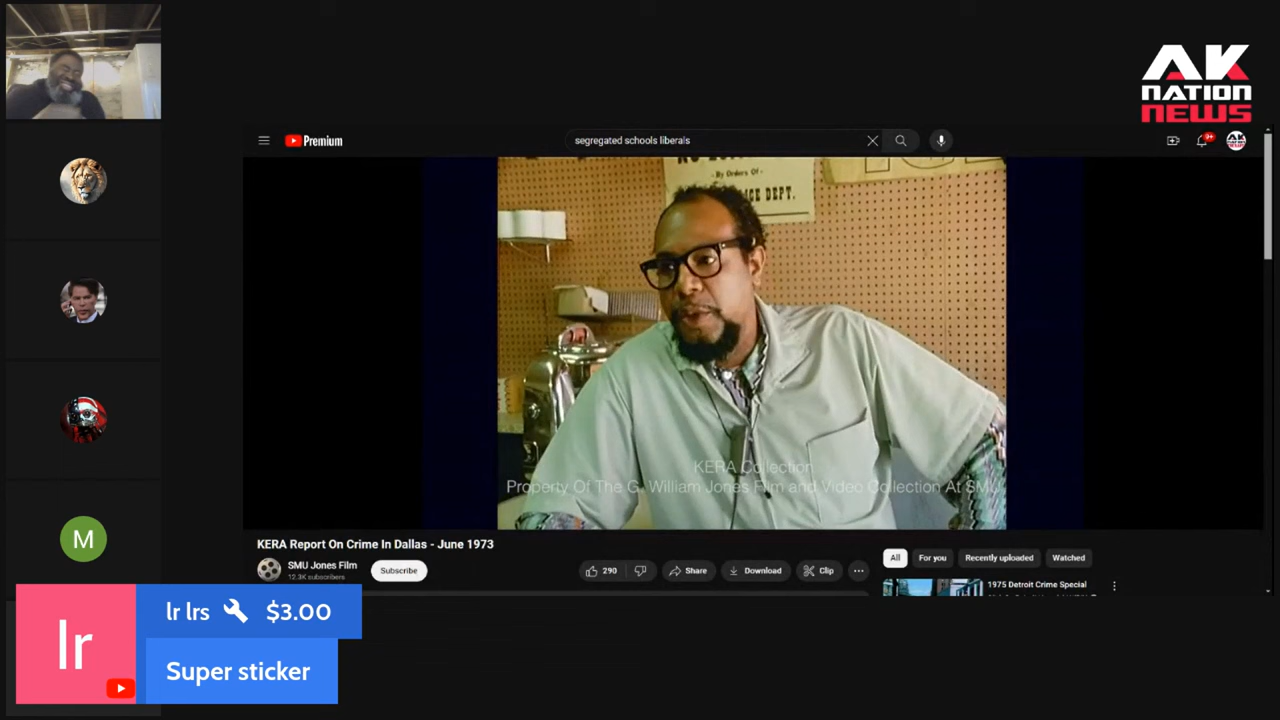 AK
NATION
NEWS
Premium
segregated schools liberals
9+
- By Orders Of -
CE DEPT.
KERA Collection
Property Of The G. William Jones Film and Video Collection At SMU
KERA Report On Crime In Dallas - June 1973
SMU Jones Film
12.3K subscribers
Subscribe
290
Share
Download
Clip
All
For you
Recently uploaded
Watched
1975 Detroit Crime Special
M
lr
lr lrs
$3.00
Super sticker